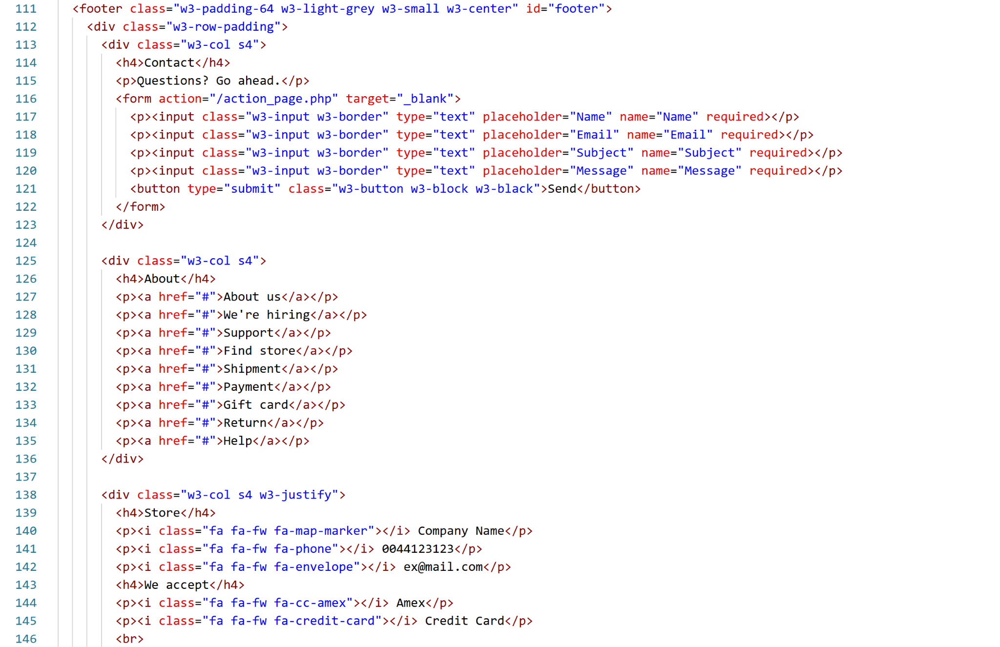 111 <footer class="w3-padding-64 w3-light-grey w3-small w3-center" id="footer">
112 <div class="w3-row-padding">
113 <div class="w3-col s4">
114 <h4>Contact</h4>
115 <p>Questions? Go ahead.</p>
116 <form action="/action_page.php" target="_blank">
117 <p><input class="w3-input w3-border" type="text" placeholder="Name" name="Name" required></p>
118 <p><input class="w3-input w3-border" type="text" placeholder="Email" name="Email" required></p>
119 <p><input class="w3-input w3-border" type="text" placeholder="Subject" name="Subject" required></p>
120 <p><input class="w3-input w3-border" type="text" placeholder="Message" name="Message" required></p>
121 <button type="submit" class="w3-button w3-block w3-black">Send</button>
122 </form>
123 </div>
124
125 <div class="w3-col s4">
126 <h4>About</h4>
127 <p><a href="#">About us</a></p>
128 <p><a href="#">We're hiring</a></p>
129 <p><a href="#">Support</a></p>
130 <p><a href="#">Find store</a></p>
131 <p><a href="#">Shipment</a></p>
132 <p><a href="#">Payment</a></p>
133 <p><a href="#">Gift card</a></p>
134 <p><a href="#">Return</a></p>
135 <p><a href="#">Help</a></p>
136 </div>
137
138 <div class="w3-col s4 w3-justify">
139 <h4>Store</h4>
140 <p><i class="fa fa-fw fa-map-marker"></i> Company Name</p>
141 <p><i class="fa fa-fw fa-phone"></i> 0044123123</p>
142 <p><i class="fa fa-fw fa-envelope"></i> ex@mail.com</p>
143 <h4>We accept</h4>
144 <p><i class="fa fa-fw fa-cc-amex"></i> Amex</p>
145 <p><i class="fa fa-fw fa-credit-card"></i> Credit Card</p>
146 <br>